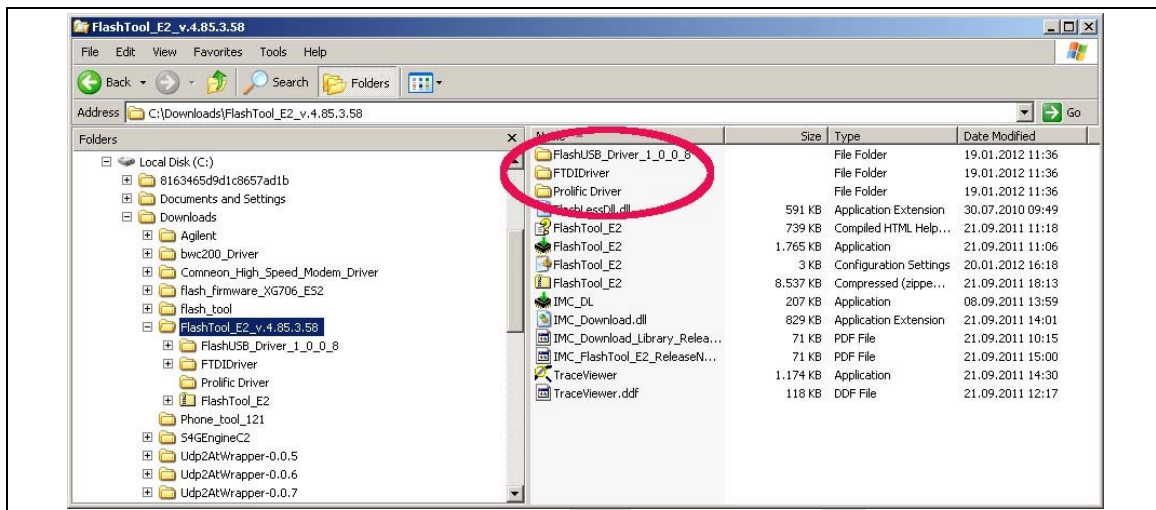 FlashTool_E2_v.4.85.3.58
File Edit View Favorites Tools Help
Back Search Folders
Address C:\Downloads\FlashTool_E2_v.4.85.3.58 Go
Folders
Local Disk (C:)
8163465d9d1c8657ad1b
Documents and Settings
Downloads
Agilent
bwc200_Driver
Comneon_High_Speed_Modem_Driver
flash_firmware_XG706_ES2
flash_tool
FlashTool_E2_v.4.85.3.58
FlashUSB_Driver_1_0_0_8
FTDIDriver
Prolific Driver
FlashTool_E2
Phone_tool_121
S4GEngineC2
Udp2AtWrapper-0.0.5
Udp2AtWrapper-0.0.6
Udp2AtWrapper-0.0.7
Size Type Date Modified
FlashUSB_Driver_1_0_0_8 File Folder 19.01.2012 11:36
FTDIDriver File Folder 19.01.2012 11:36
Prolific Driver File Folder 19.01.2012 11:36
FlashLessDll.dll 591 KB Application Extension 30.07.2010 09:49
FlashTool_E2 739 KB Compiled HTML Help... 21.09.2011 11:18
FlashTool_E2 1.765 KB Application 21.09.2011 11:06
FlashTool_E2 3 KB Configuration Settings 20.01.2012 16:18
FlashTool_E2 8.537 KB Compressed (zippe... 21.09.2011 18:13
IMC_DL 207 KB Application 08.09.2011 13:59
IMC_Download.dll 829 KB Application Extension 21.09.2011 14:01
IMC_Download_Library_Relea... 71 KB PDF File 21.09.2011 10:15
IMC_FlashTool_E2_ReleaseN... 71 KB PDF File 21.09.2011 15:00
TraceViewer 1.174 KB Application 21.09.2011 14:30
TraceViewer.ddf 118 KB DDF File 21.09.2011 12:17